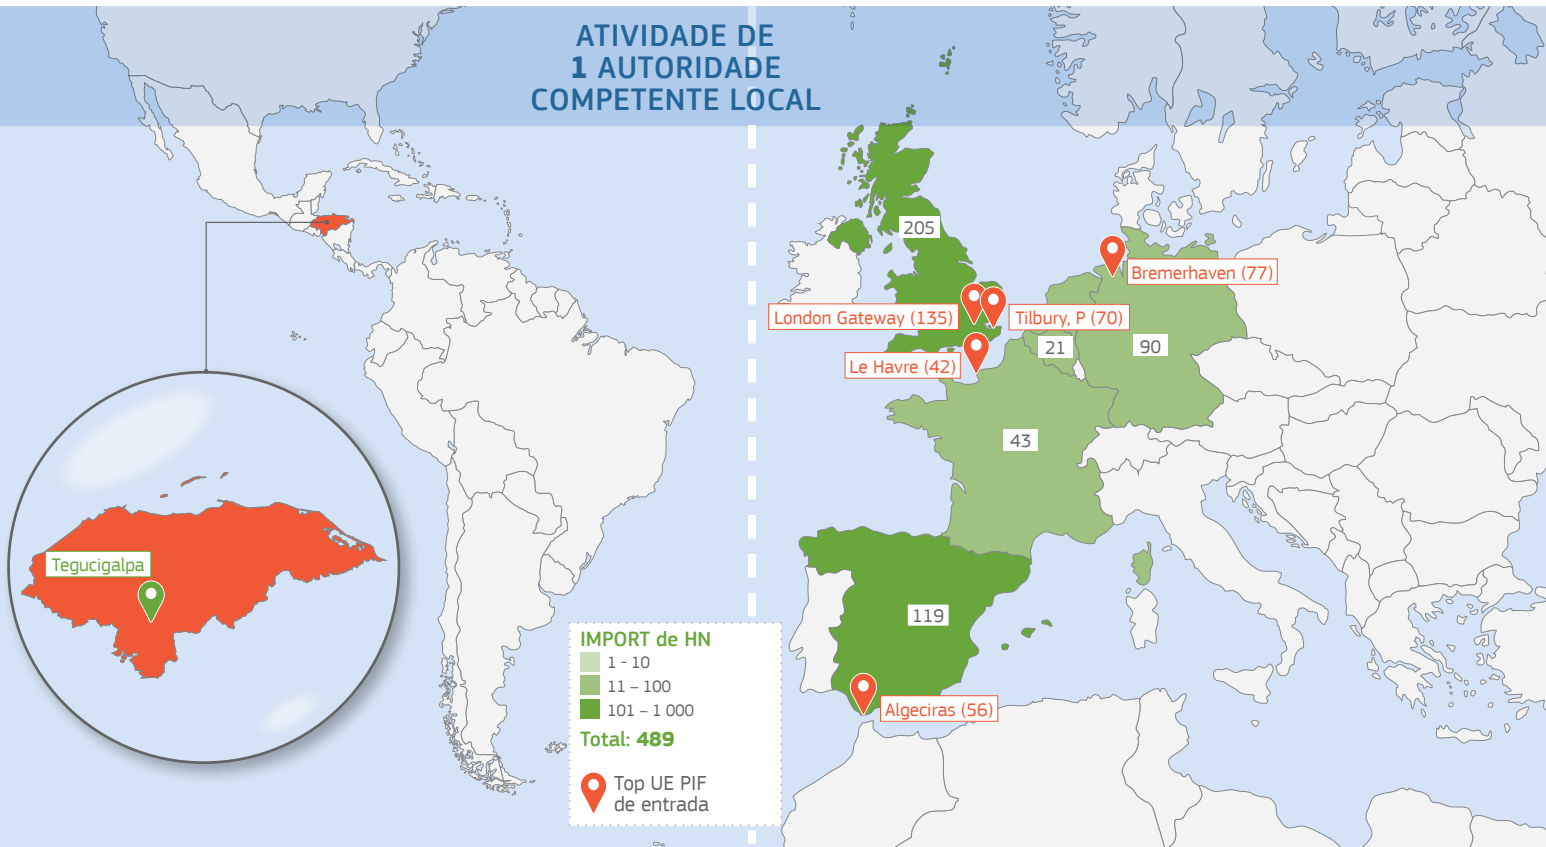 ATIVIDADE DE
1 AUTORIDADE
COMPETENTE LOCAL
205
Bremerhaven (77)
London Gateway (135)
Tilbury, P (70)
21
90
Le Havre (42)
43
Tegucigalpa
119
Algeciras (56)
IMPORT de HN
1 - 10
11 – 100
101 – 1 000
Total: 489
Top UE PIF
de entrada